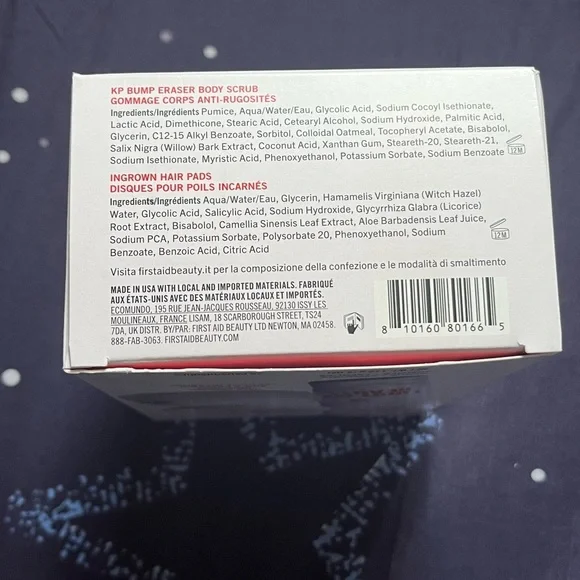 KP BUMP ERASER BODY SCRUB
GOMMAGE CORPS ANTI-RUGOSITÉS
Ingredients/Ingrédients Pumice, Aqua/Water/Eau, Glycolic Acid, Sodium Cocoyl Isethionate,
Lactic Acid, Dimethicone, Stearic Acid, Cetearyl Alcohol, Sodium Hydroxide, Palmitic Acid,
Glycerin, C12-15 Alkyl Benzoate, Sorbitol, Colloidal Oatmeal, Tocopheryl Acetate, Bisabolol,
Salix Nigra (Willow) Bark Extract, Coconut Acid, Xanthan Gum, Steareth-20, Steareth-21,
Sodium Isethionate, Myristic Acid, Phenoxyethanol, Potassium Sorbate, Sodium Benzoate
12M
INGROWN HAIR PADS
DISQUES POUR POILS INCARNÉS
Ingredients/Ingrédients Aqua/Water/Eau, Glycerin, Hamamelis Virginiana (Witch Hazel)
Water, Glycolic Acid, Salicylic Acid, Sodium Hydroxide, Glycyrrhiza Glabra (Licorice)
Root Extract, Bisabolol, Camellia Sinensis Leaf Extract, Aloe Barbadensis Leaf Juice,
Sodium PCA, Potassium Sorbate, Polysorbate 20, Phenoxyethanol, Sodium
Benzoate, Benzoic Acid, Citric Acid
12M
Visita firstaidbeauty.it per la composizione della confezione e le modalità di smaltimento
MADE IN USA WITH LOCAL AND IMPORTED MATERIALS. FABRIQUÉ
AUX ÉTATS-UNIS AVEC DES MATÉRIAUX LOCAUX ET IMPORTÉS.
ECOMUNDO, 195 RUE JEAN-JACQUES ROUSSEAU, 92130 ISSY LES
MOULINEAUX, FRANCE LISAM, 18 SCARBOROUGH STREET, TS24
7DA, UK DISTR. BY/PAR: FIRST AID BEAUTY LTD NEWTON, MA 02458.
888-FAB-3063. FIRSTAIDBEAUTY.COM
8 10160 80166 5